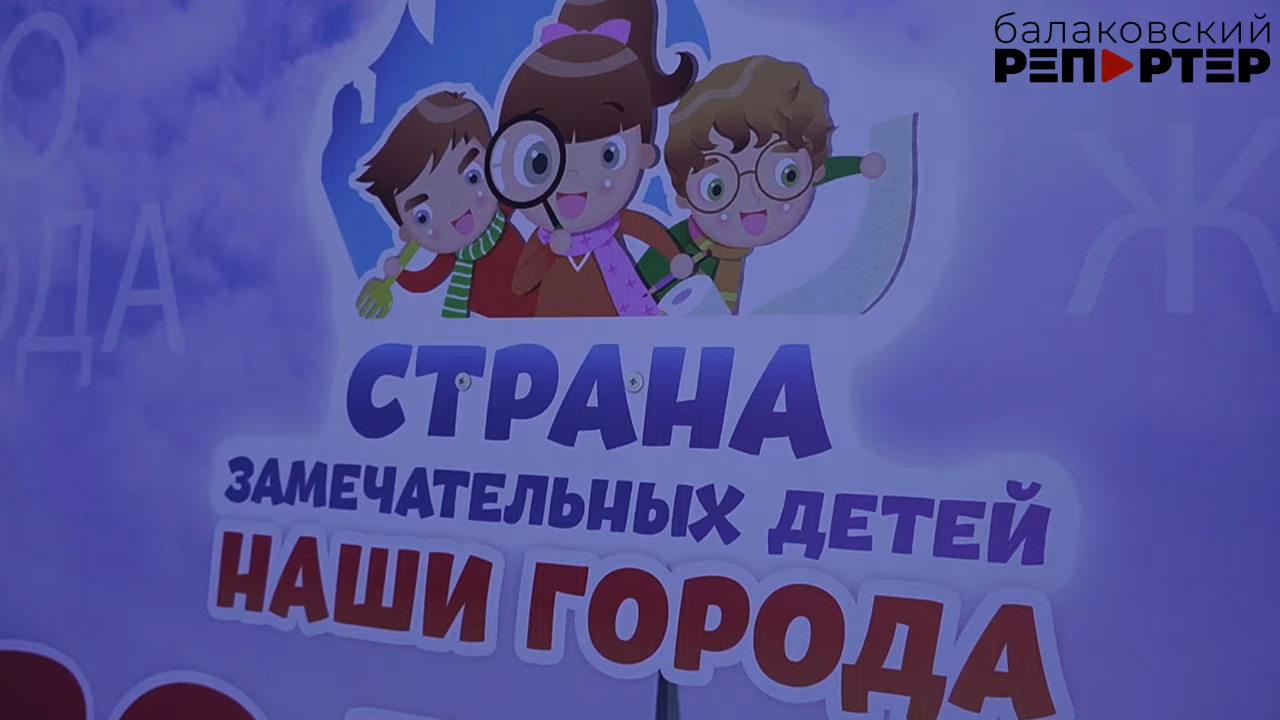 балаковский
РЕПОРТЕР
СТРАНА
ЗАМЕЧАТЕЛЬНЫХ ДЕТЕЙ
НАШИ ГОРОДА
Ж